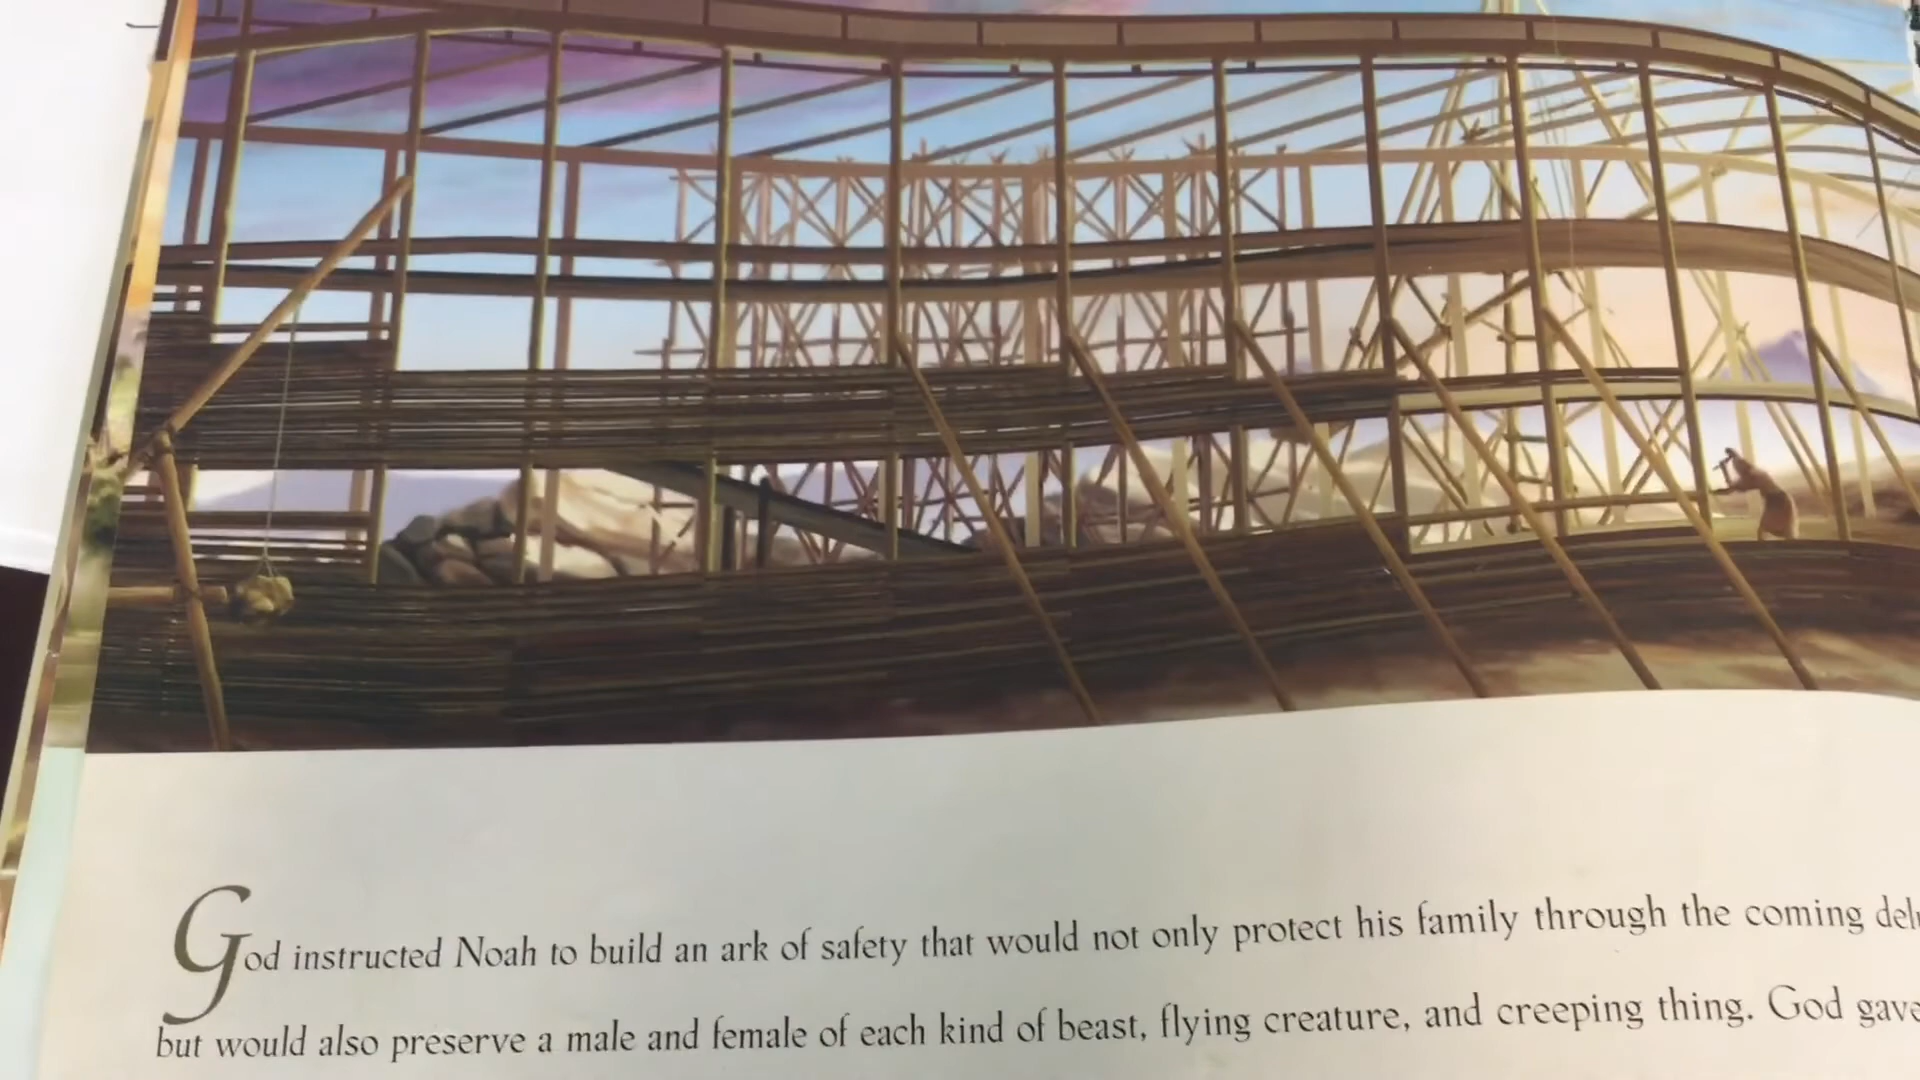 God instructed Noah to build an ark of safety that would not only protect his family through the coming
but would also preserve a male and female of each kind of beast, flying creature, and creeping thing. God gave